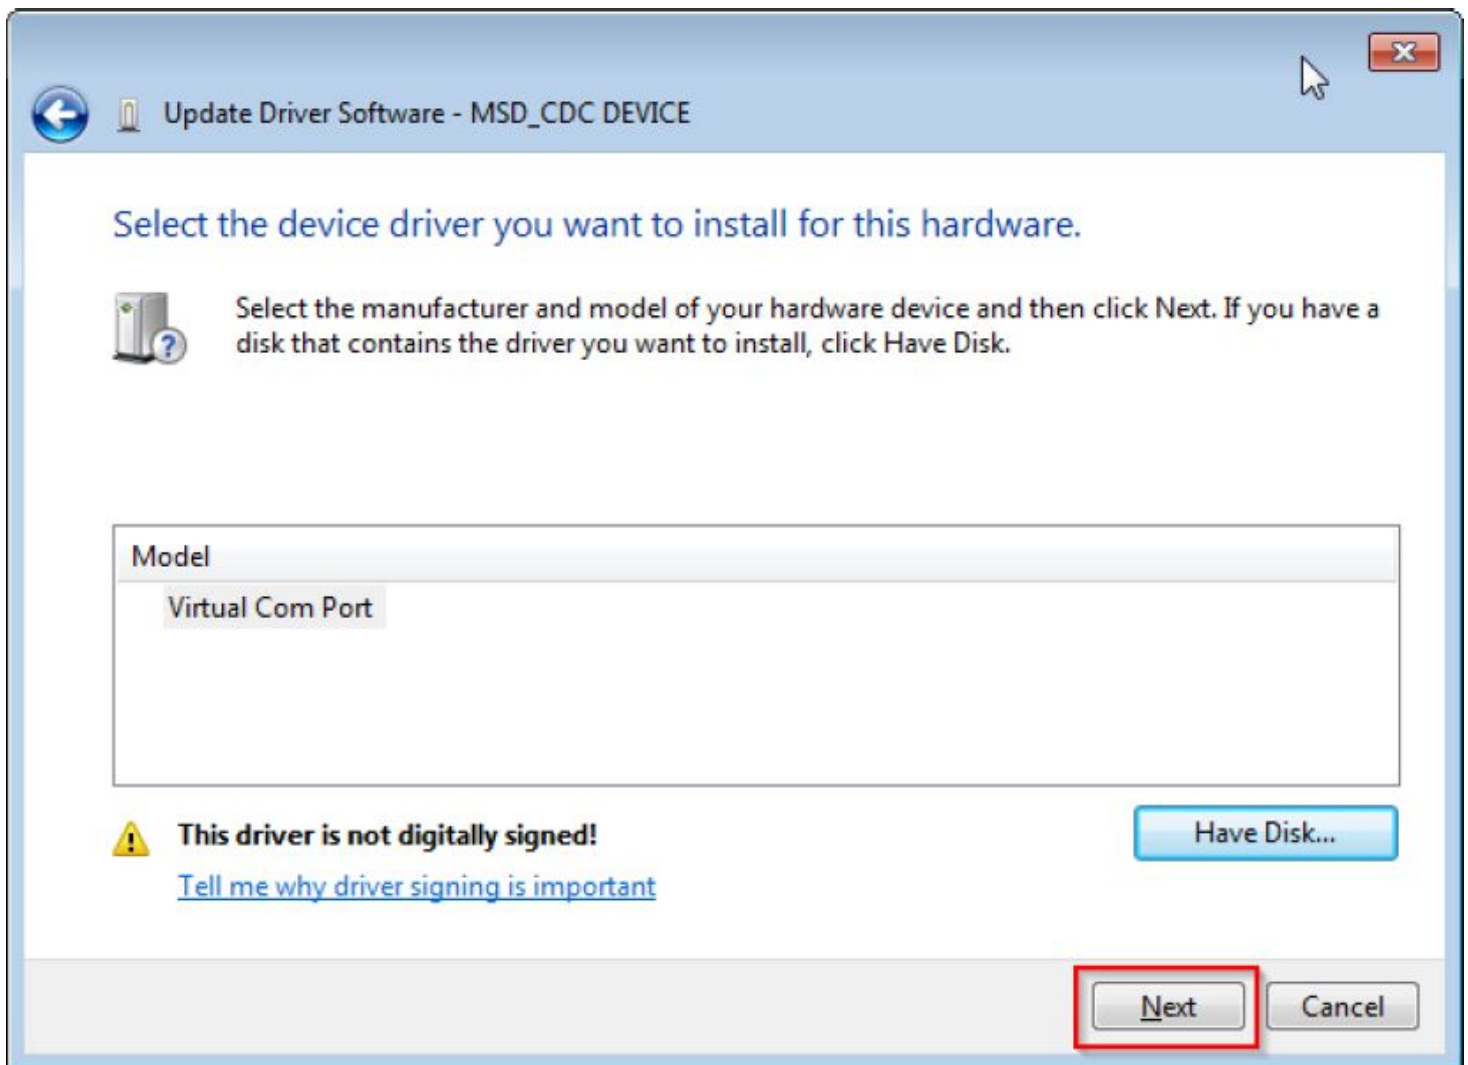 Update Driver Software - MSD_CDC DEVICE
Select the device driver you want to install for this hardware.
Select the manufacturer and model of your hardware device and then click Next. If you have a
disk that contains the driver you want to install, click Have Disk.
Model
Virtual Com Port
This driver is not digitally signed!
Have Disk...
Tell me why driver signing is important
Next
Cancel